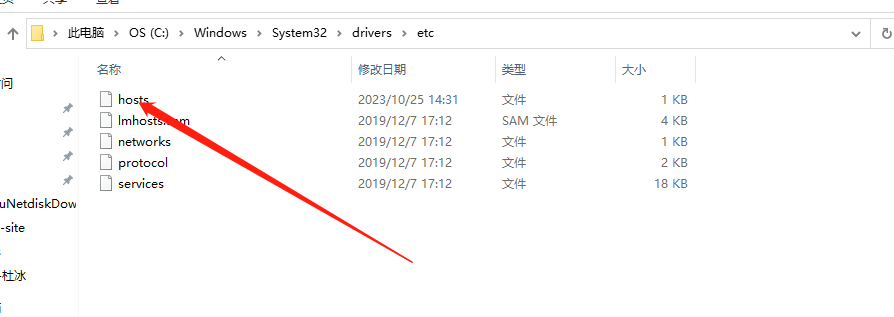 此电脑 > OS (C:) > Windows > System32 > drivers > etc
名称 修改日期 类型 大小
问
hosts 2023/10/25 14:31 文件 1 KB
2019/12/7 17:12 SAM 文件 4 KB
networks 2019/12/7 17:12 文件 1 KB
protocol 2019/12/7 17:12 文件 2 KB
services 2019/12/7 17:12 文件 18 KB
uNetdiskDow
-site
杜冰